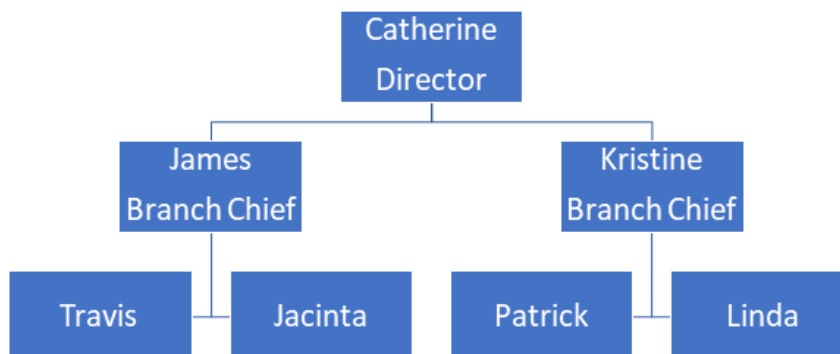 Catherine
Director
James
Branch Chief
Kristine
Branch Chief
Travis
Jacinta
Patrick
Linda